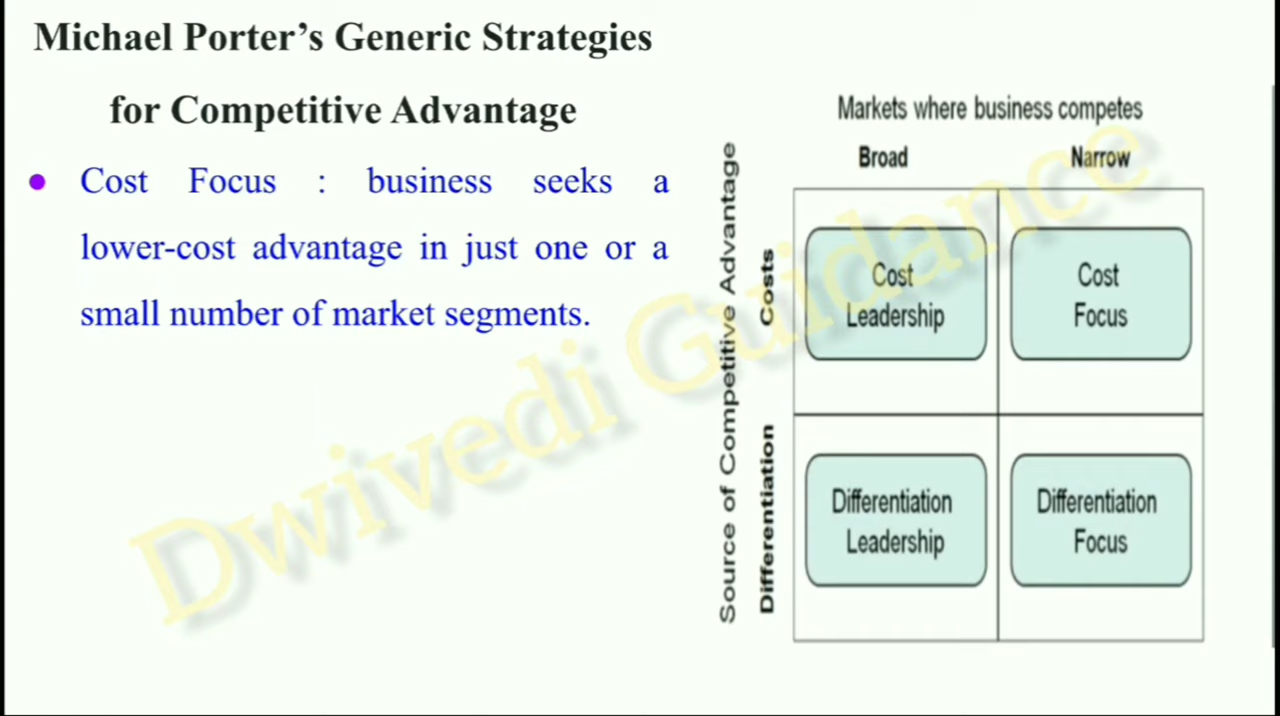 Michael Porter’s Generic Strategies
for Competitive Advantage
● Cost Focus : business seeks a
lower-cost advantage in just one or a
small number of market segments.
Markets where business competes
Broad Narrow
Source of Competitive Advantage
Costs
Cost
Leadership
Cost
Focus
Differentiation
Differentiation
Leadership
Differentiation
Focus
Dwivedi Guidance